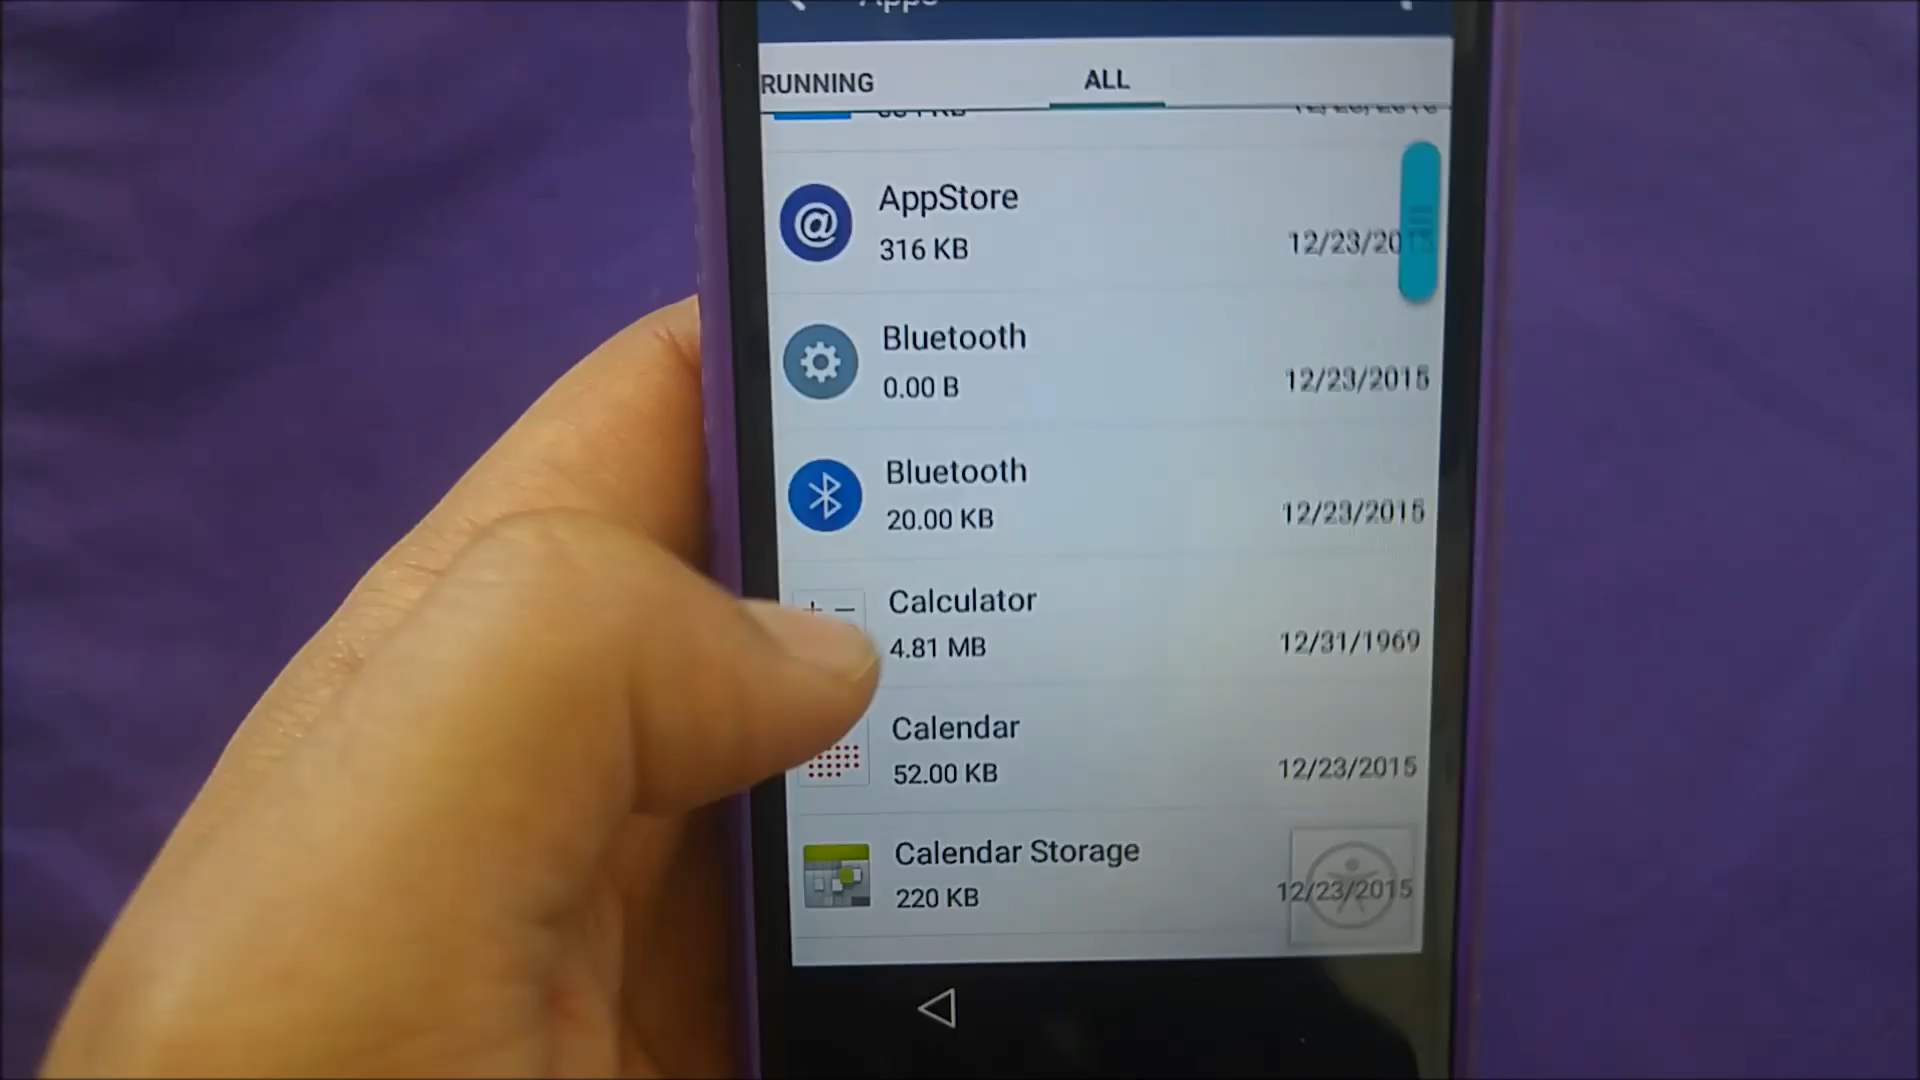 Apps
RUNNING
ALL
AppStore
316 KB
12/23/2015
Bluetooth
0.00 B
12/23/2015
Bluetooth
20.00 KB
12/23/2015
Calculator
4.81 MB
12/31/1969
Calendar
52.00 KB
12/23/2015
Calendar Storage
220 KB
12/23/2015